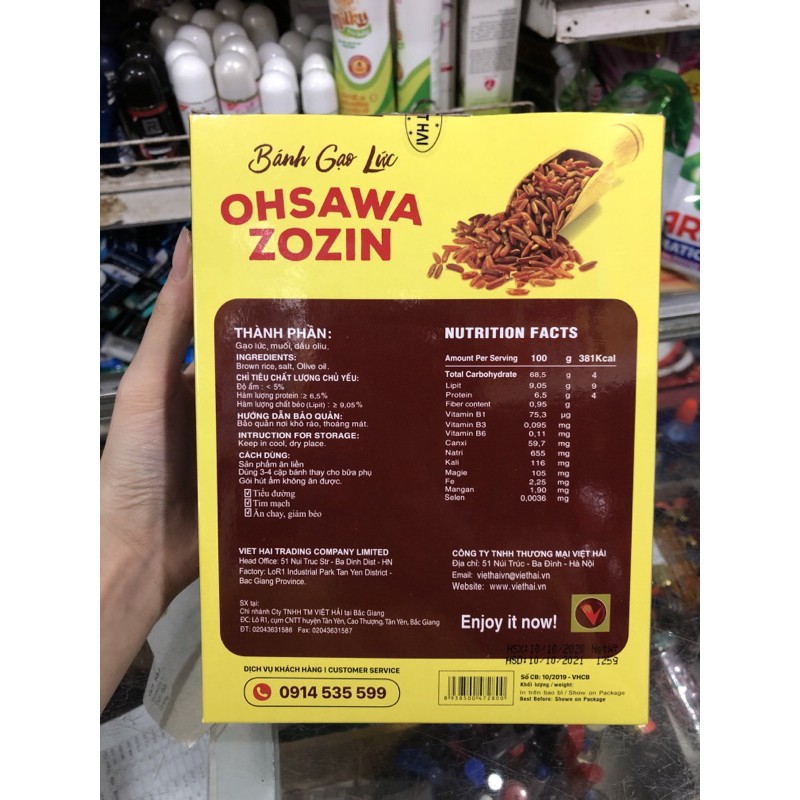 milky
T HAI
Bánh Gạo Lức
OHSAWA
ZOZIN
THÀNH PHẦN:
Gạo lức, muối, dầu oliu.
INGREDIENTS:
Brown rice, salt, Olive oil.
CHỈ TIÊU CHẤT LƯỢNG CHỦ YẾU:
Độ ẩm : < 5%
Hàm lượng protein : ≥ 6,5%
Hàm lượng chất béo (Lipit) : ≥ 9,05%
HƯỚNG DẪN BẢO QUẢN:
Bảo quản nơi khô ráo, thoáng mát.
INTRUCTION FOR STORAGE:
Keep in cool, dry place.
CÁCH DÙNG:
Sản phẩm ăn liền
Dùng 3-4 cặp bánh thay cho bữa phụ
Gói hút ẩm không ăn được.
☑ Tiểu đường
☑ Tim mạch
☑ Ăn chay, giảm béo
NUTRITION FACTS
Amount Per Serving 100 g 381Kcal
Total Carbohydrate 68,5 g 4
Lipit 9,05 g 9
Protein 6,5 g 4
Fiber content 0,95 g
Vitamin B1 75,3 µg
Vitamin B3 0,095 mg
Vitamin B6 0,11 mg
Canxi 59,7 mg
Natri 655 mg
Kali 116 mg
Magie 105 mg
Fe 2,25 mg
Mangan 1,90 mg
Selen 0,0036 mg
VIET HAI TRADING COMPANY LIMITED
Head Office: 51 Nui Truc Str - Ba Dinh Dist - HN
Factory: LoR1 Industrial Park Tan Yen District -
Bac Giang Province.
SX tại:
Chi nhánh Cty TNHH TM VIỆT HẢI tại Bắc Giang
ĐC: Lô R1, cụm CNTT huyện Tân Yên, Cao Thượng, Tân Yên, Bắc Giang
ĐT: 02043631586 Fax: 02043631587
CÔNG TY TNHH THƯƠNG MẠI VIỆT HẢI
Địa chỉ: 51 Núi Trúc - Ba Đình - Hà Nội
Email: viethaivn@viethai.vn
Website: www.viethai.vn
Enjoy it now!
HSX:10/10/2020 NetWt
HSD:10/10/2021 125g
DỊCH VỤ KHÁCH HÀNG | CUSTOMER SERVICE
0914 535 599
8 938500 472800
Số CB: 10/2019 - VHCB
Khối lượng / weight:
In trên bao bì / Show on Package
Best Before: Showe on Package